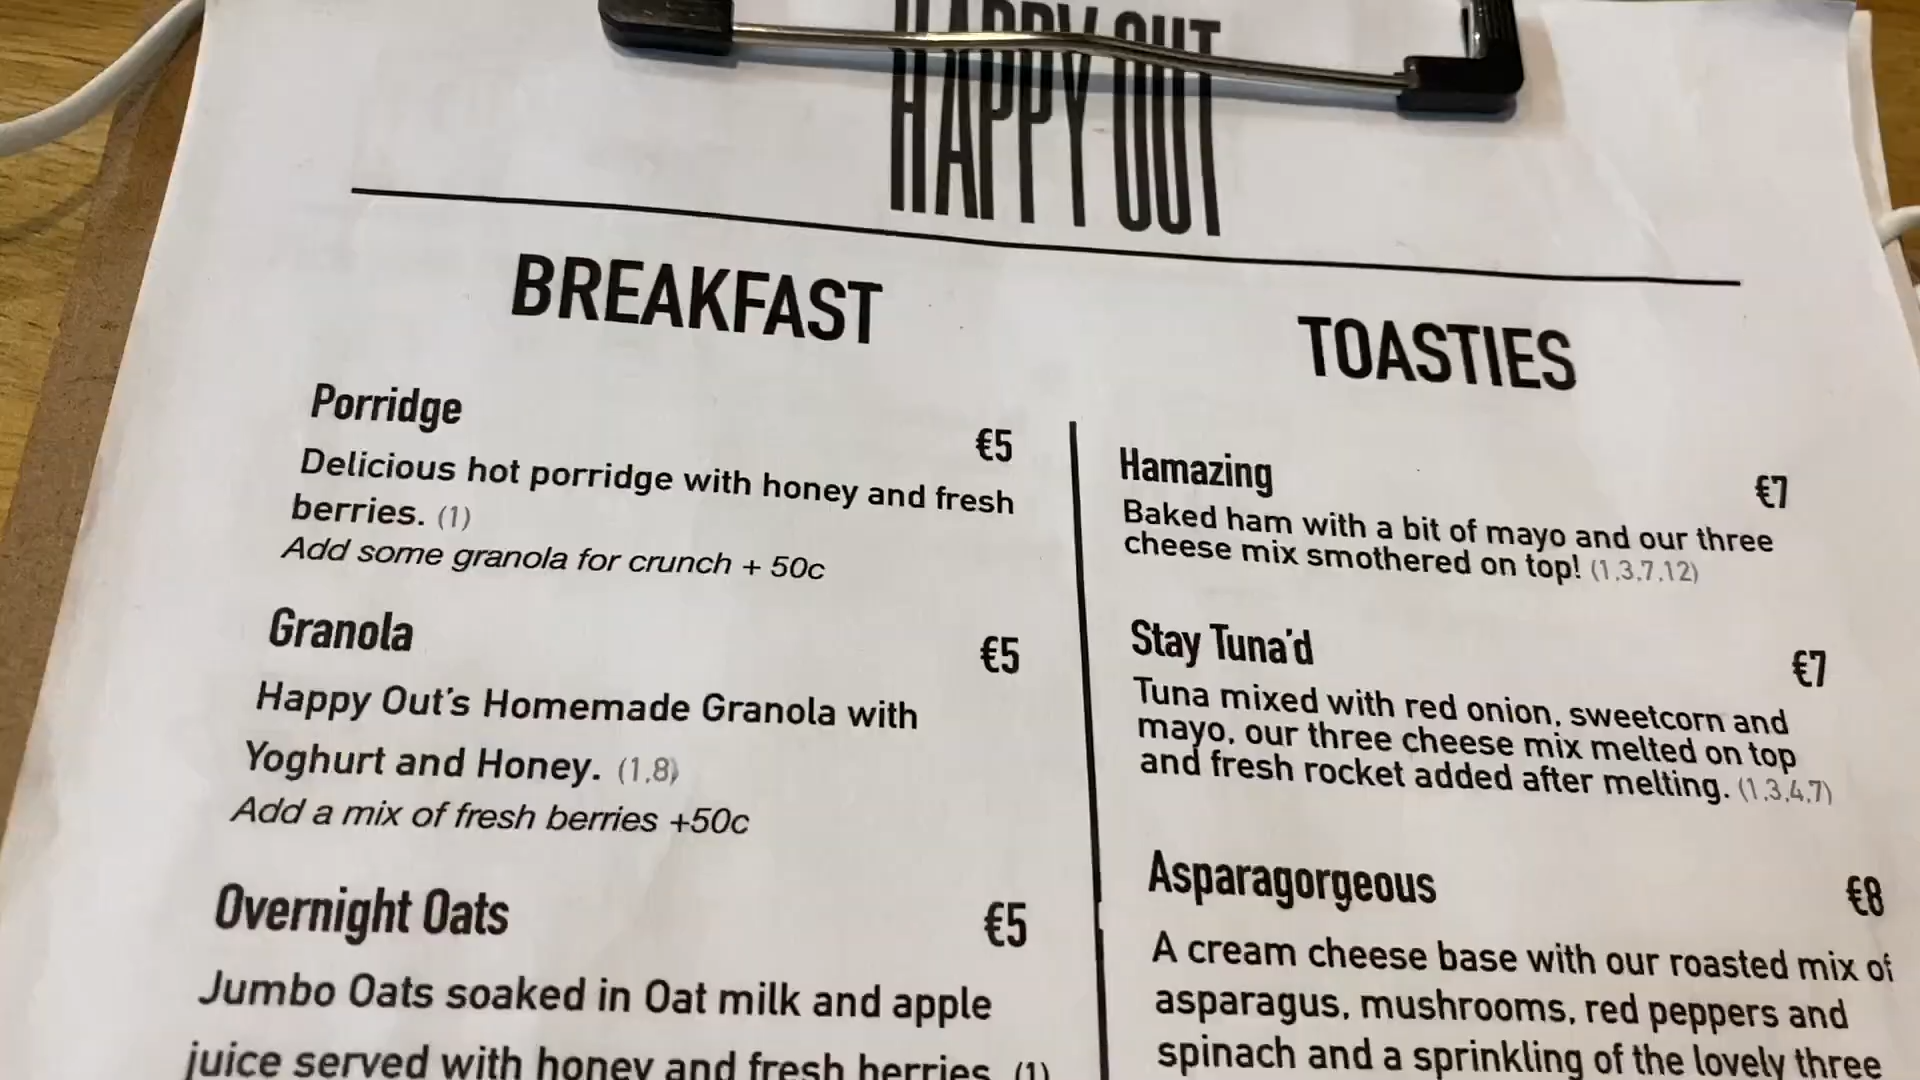 HAPPY OUT
HAPPY OUT
BREAKFAST
Porridge €5
Delicious hot porridge with honey and fresh
berries. (1)
Add some granola for crunch + 50c
Granola €5
Happy Out's Homemade Granola with
Yoghurt and Honey. (1,8)
Add a mix of fresh berries +50c
Overnight Oats €5
Jumbo Oats soaked in Oat milk and apple
juice served with honey and fresh berries. (1)
TOASTIES
Hamazing €7
Baked ham with a bit of mayo and our three
cheese mix smothered on top! (1,3,7,12)
Stay Tuna'd €7
Tuna mixed with red onion, sweetcorn and
mayo, our three cheese mix melted on top
and fresh rocket added after melting. (1,3,4,7)
Asparagorgeous €8
A cream cheese base with our roasted mix of
asparagus, mushrooms, red peppers and
spinach and a sprinkling of the lovely three